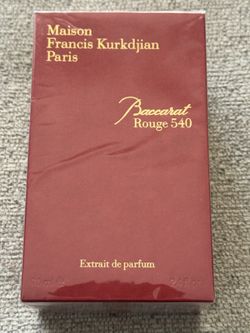 Maison
Francis Kurkdjian
Paris
Baccarat
Rouge 540
Extrait de parfum